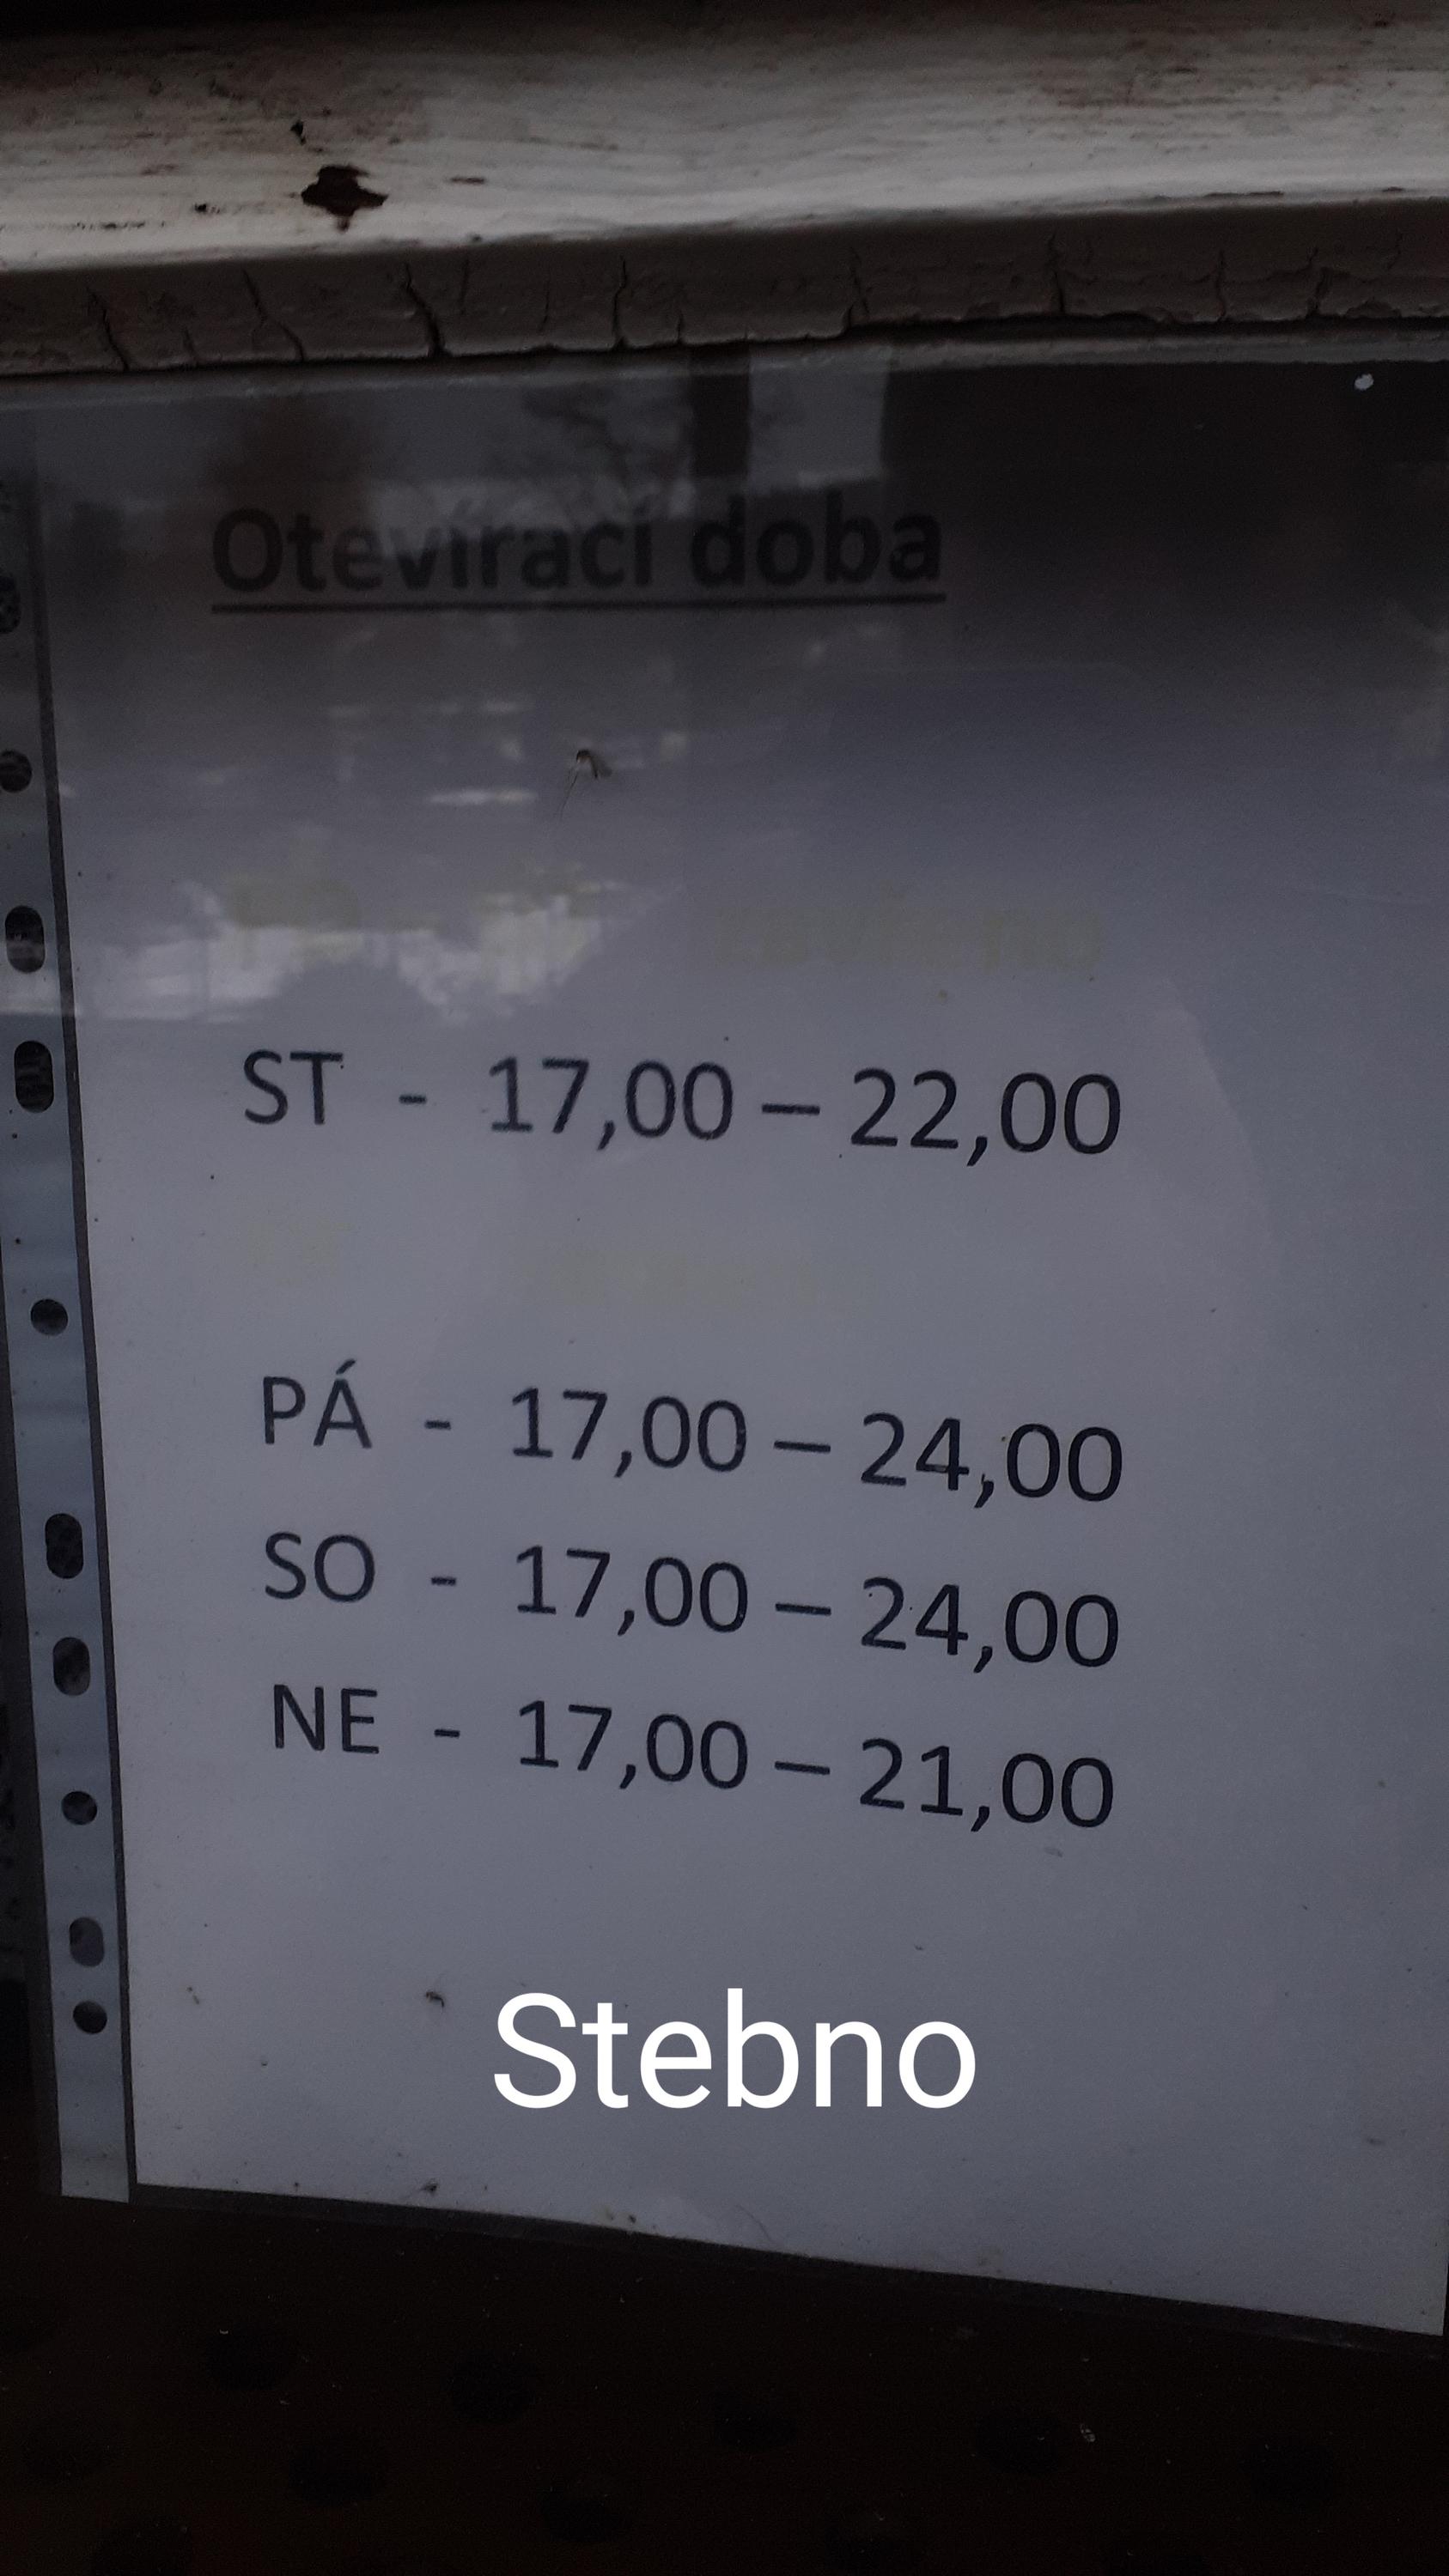 Otevírací doba
ST - 17,00 – 22,00
PÁ - 17,00 – 24,00
SO - 17,00 – 24,00
NE - 17,00 – 21,00
Stebno